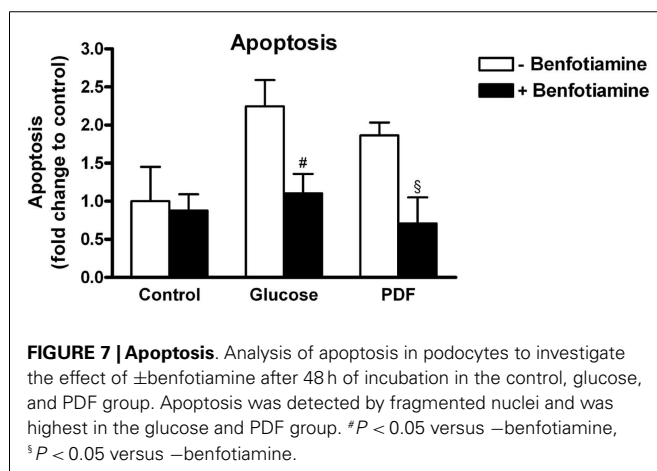 Apoptosis
- Benfotiamine
+ Benfotiamine
Apoptosis
(fold change to control)
3.0
2.5
2.0
1.5
1.0
0.5
0.0
#
§
Control
Glucose
PDF
FIGURE 7 | Apoptosis. Analysis of apoptosis in podocytes to investigate
the effect of ±benfotiamine after 48 h of incubation in the control, glucose,
and PDF group. Apoptosis was detected by fragmented nuclei and was
highest in the glucose and PDF group. #P < 0.05 versus −benfotiamine,
§P < 0.05 versus −benfotiamine.